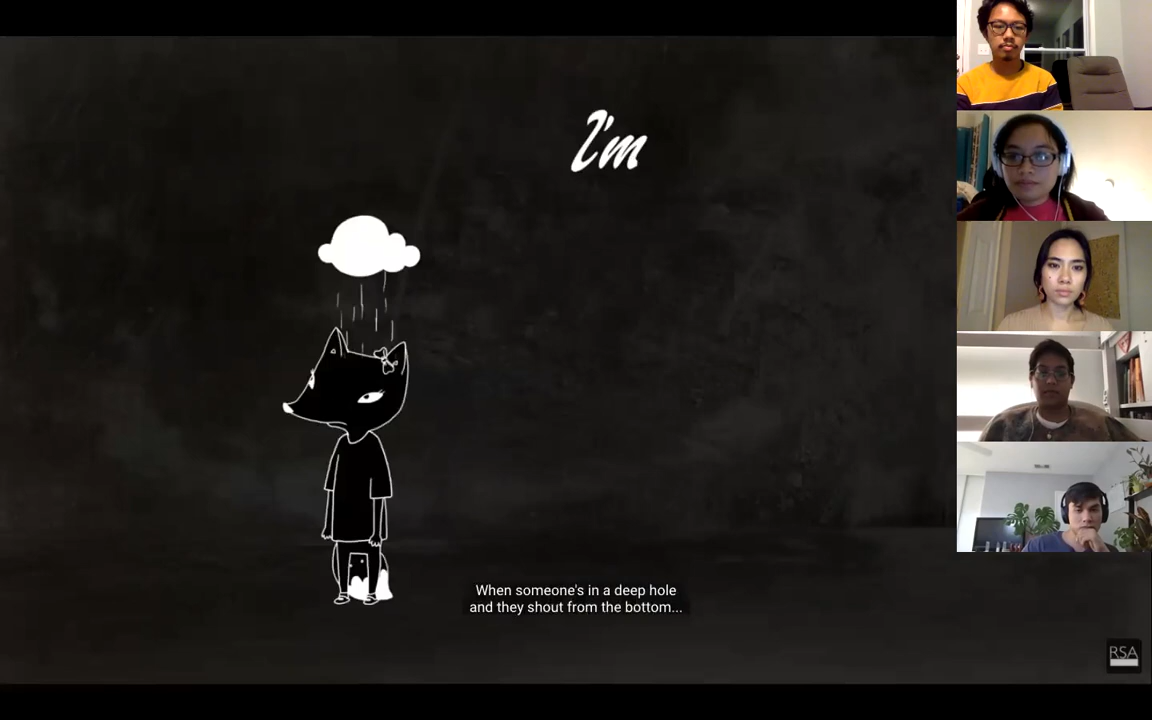 I'm
When someone's in a deep hole
and they shout from the bottom...
RSA